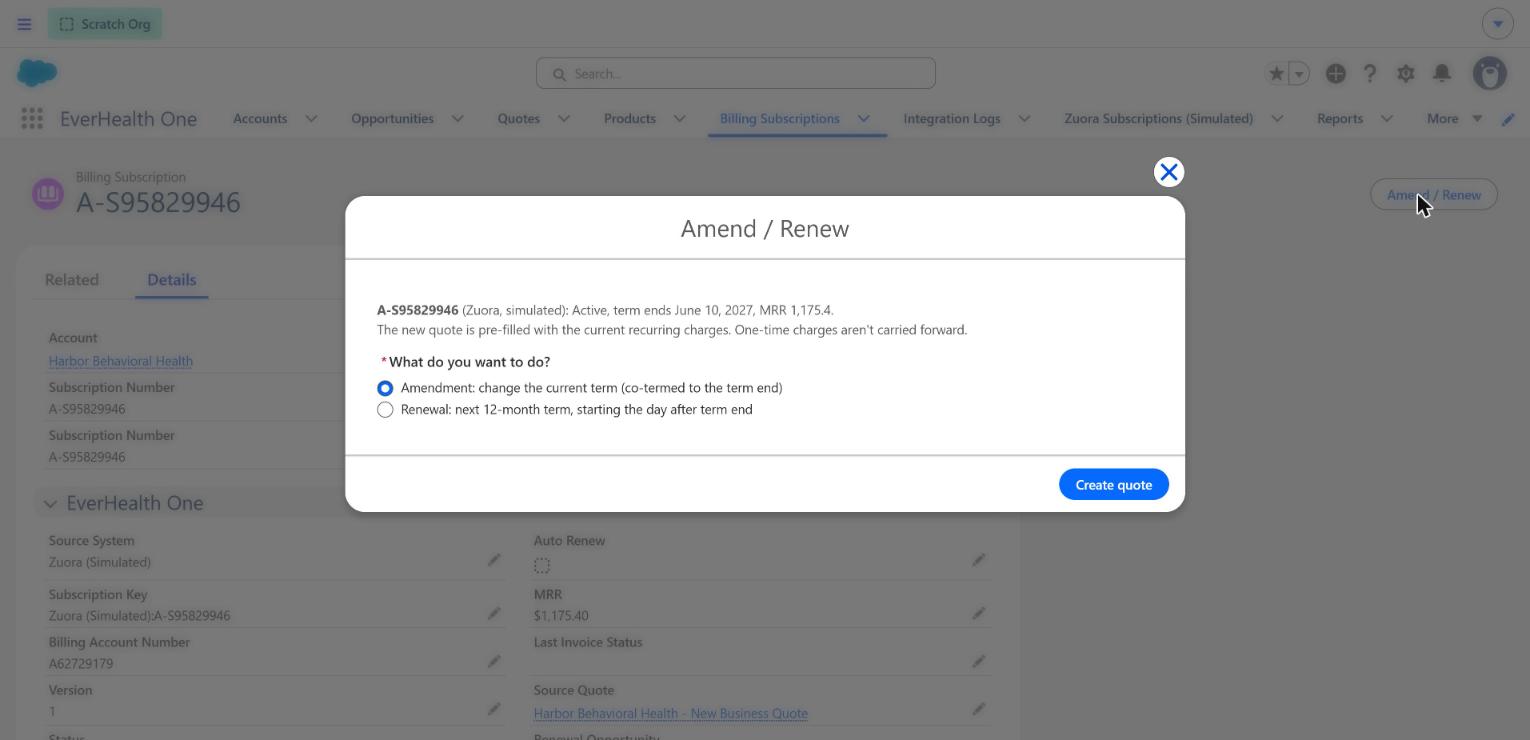 Scratch Org
Search...
EverHealth One
Accounts
Opportunities
Quotes
Products
Billing Subscriptions
Integration Logs
Zuora Subscriptions (Simulated)
Reports
More
Billing Subscription
A-S95829946
Amend / Renew
Amend / Renew
Related
Details
A-S95829946 (Zuora, simulated): Active, term ends June 10, 2027, MRR 1,175.4.
The new quote is pre-filled with the current recurring charges. One-time charges aren't carried forward.
*What do you want to do?
Amendment: change the current term (co-termed to the term end)
Renewal: next 12-month term, starting the day after term end
Create quote
Account
Harbor Behavioral Health
Subscription Number
A-S95829946
Subscription Number
A-S95829946
EverHealth One
Source System
Zuora (Simulated)
Auto Renew
Subscription Key
Zuora (Simulated):A-S95829946
MRR
$1,175.40
Billing Account Number
A62729179
Last Invoice Status
Version
1
Source Quote
Harbor Behavioral Health - New Business Quote
Status
Renewal Opportunity